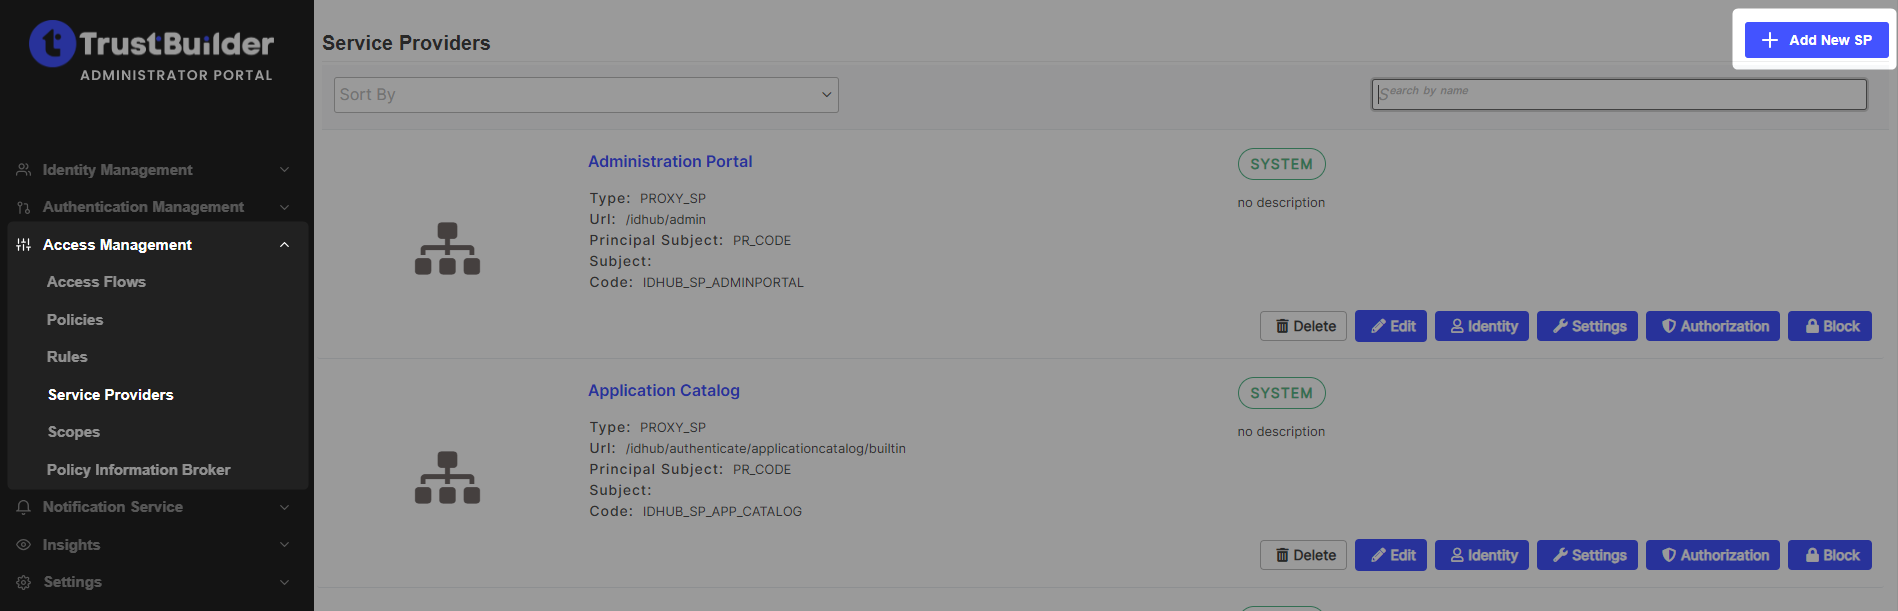 TrustBuilder
ADMINISTRATOR PORTAL
Identity Management
Authentication Management
Access Management
Access Flows
Policies
Rules
Service Providers
Scopes
Policy Information Broker
Notification Service
Insights
Settings
Service Providers
Add New SP
Sort By
Search by name
Administration Portal
SYSTEM
no description
Type: PROXY_SP
Url: /idhub/admin
Principal Subject: PR_CODE
Subject:
Code: IDHUB_SP_ADMINPORTAL
Delete Edit Identity Settings Authorization Block
Application Catalog
SYSTEM
no description
Type: PROXY_SP
Url: /idhub/authenticate/applicationcatalog/builtin
Principal Subject: PR_CODE
Subject:
Code: IDHUB_SP_APP_CATALOG
Delete Edit Identity Settings Authorization Block